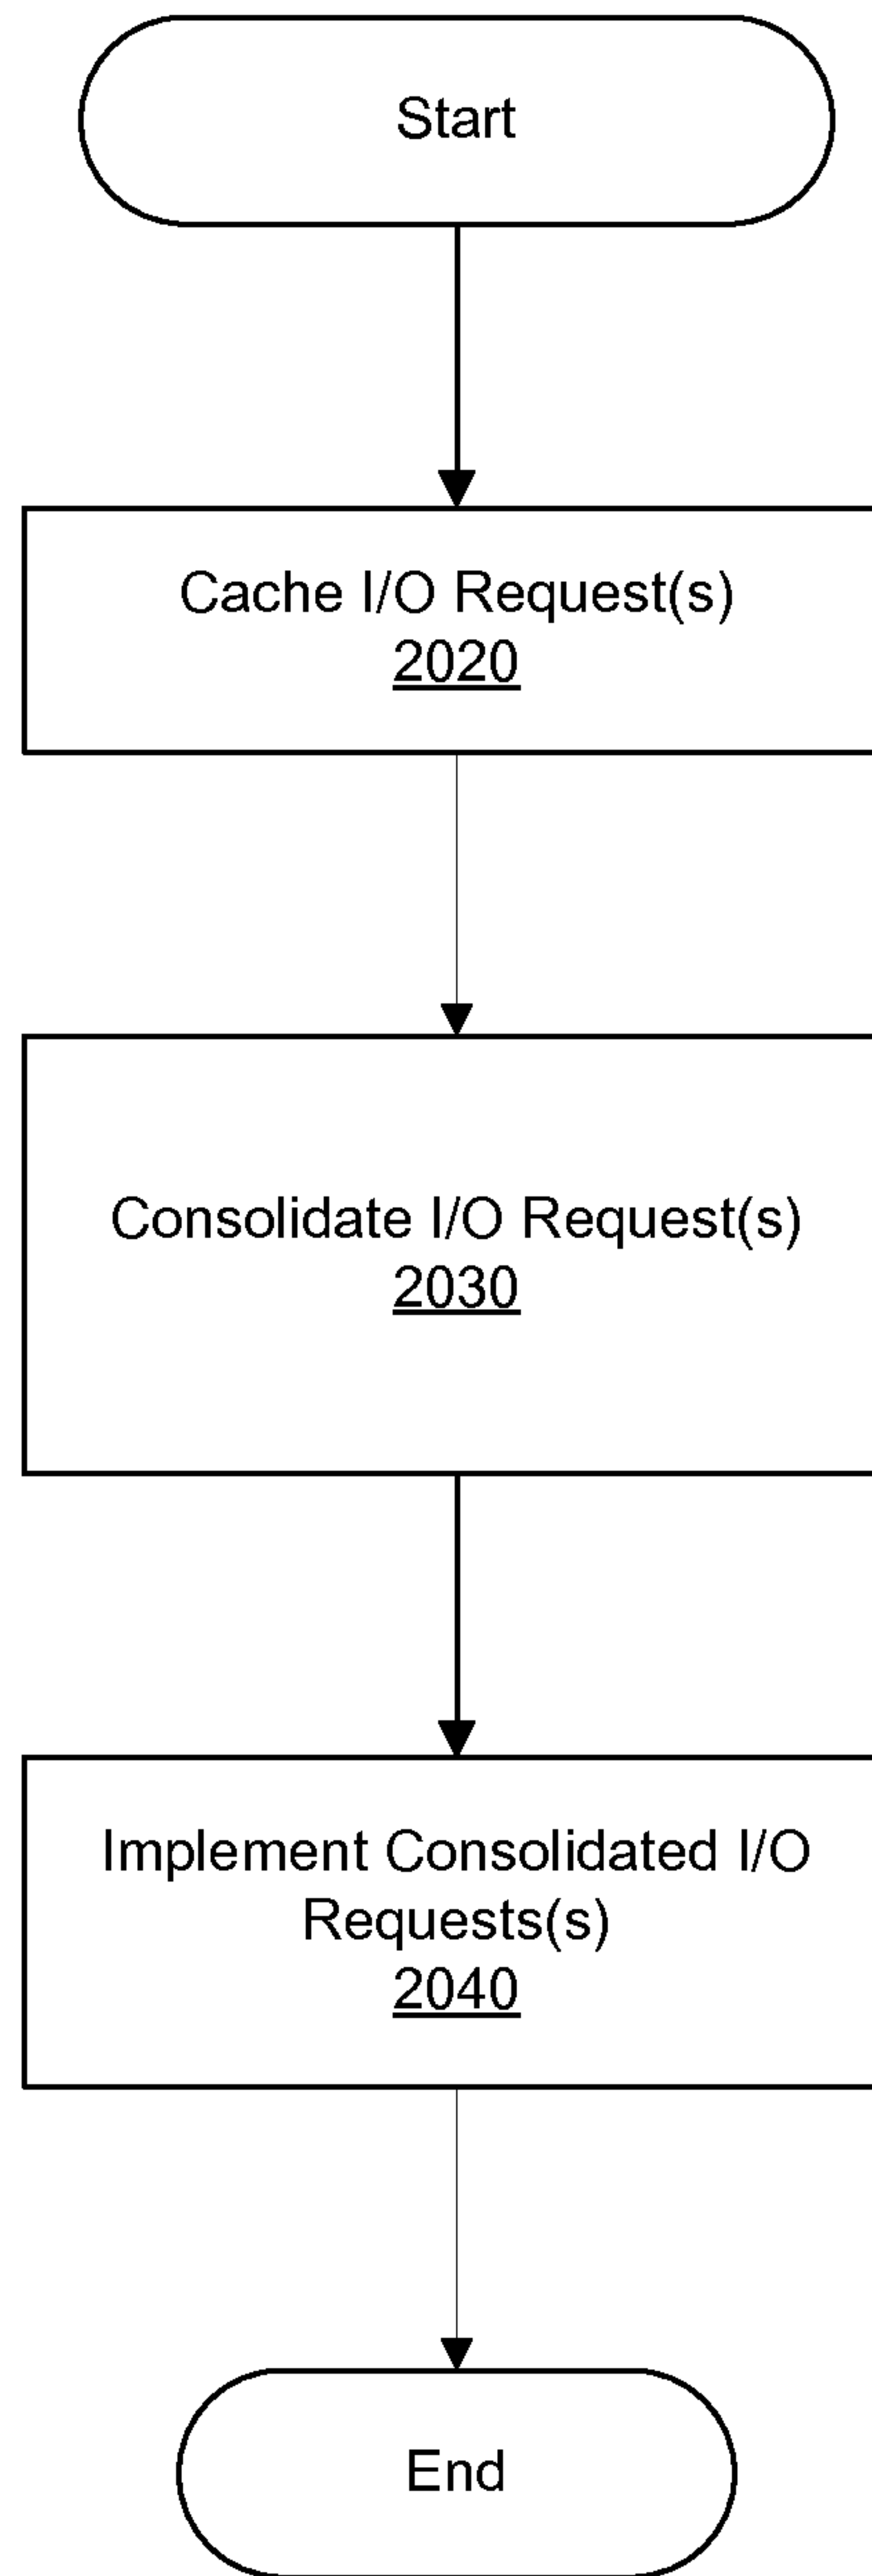 Start
Cache I/O Request(s)
2020
Consolidate I/O Request(s)
2030
Implement Consolidated I/O
Requests(s)
2040
End